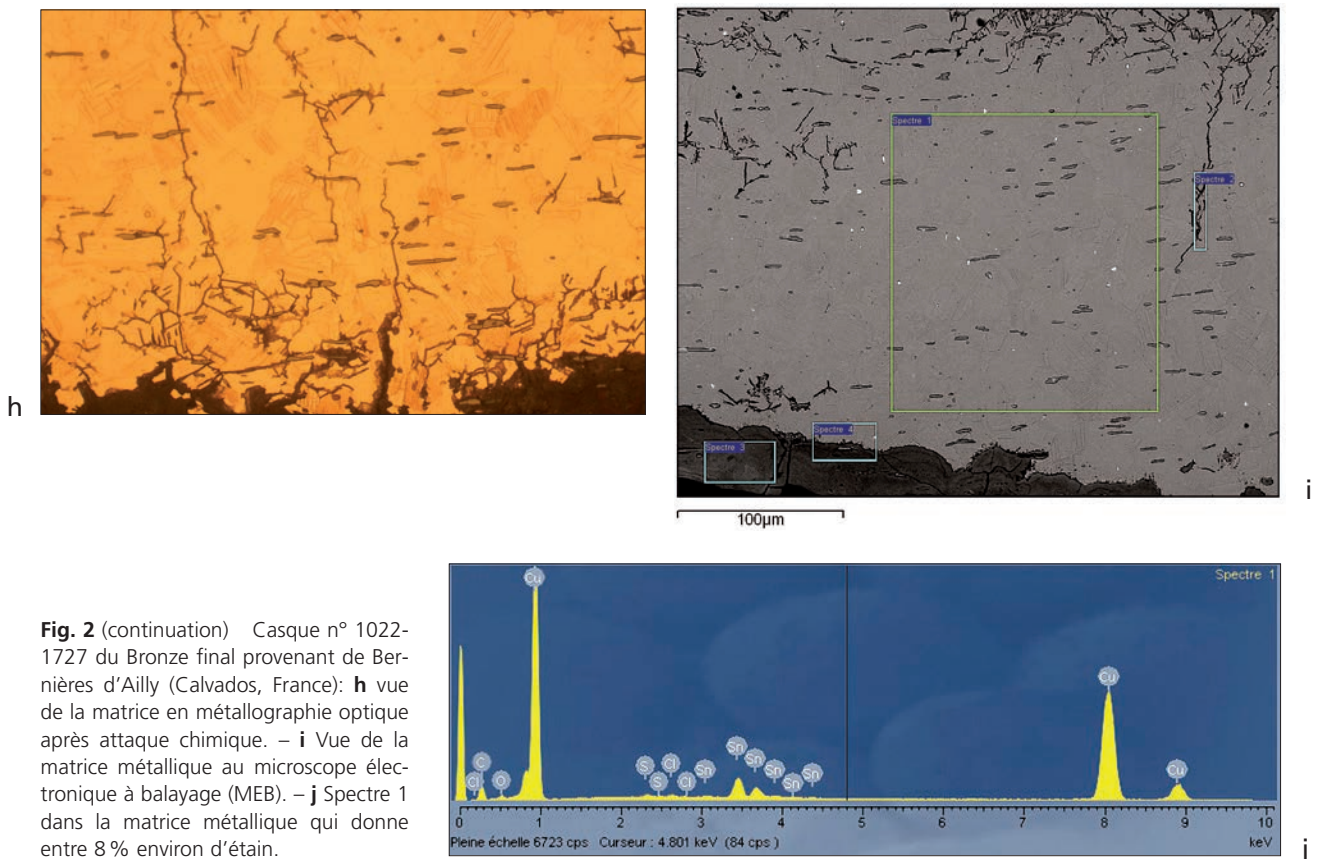 h
Spectre 1
Spectre 2
Spectre 3
Spectre 4
100µm
i
Fig. 2 (continuation) Casque n° 1022-
1727 du Bronze final provenant de Ber-
nières d'Ailly (Calvados, France): h vue
de la matrice en métallographie optique
après attaque chimique. – i Vue de la
matrice métallique au microscope élec-
tronique à balayage (MEB). – j Spectre 1
dans la matrice métallique qui donne
entre 8 % environ d'étain.
Spectre 1
Cu
Cl C O
S S Cl Cl Sn Sn Sn Sn Sn Sn
Cu
Cu
0 1 2 3 4 5 6 7 8 9 10
Pleine échelle 6723 cps Curseur : 4.801 keV (84 cps)
keV
j